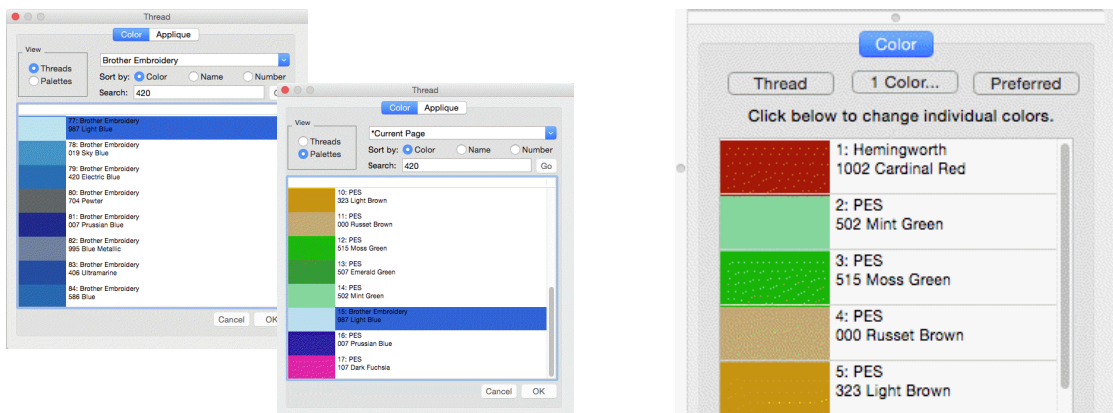 Thread
Color Applique
View
Threads
Palettes
Brother Embroidery
Sort by: Color Name Number
Search: 420
77: Brother Embroidery
987 Light Blue
78: Brother Embroidery
019 Sky Blue
79: Brother Embroidery
420 Electric Blue
80: Brother Embroidery
704 Pewter
81: Brother Embroidery
007 Prussian Blue
82: Brother Embroidery
995 Blue Metallic
83: Brother Embroidery
406 Ultramarine
84: Brother Embroidery
586 Blue
Cancel OK
Thread
Color Applique
View
Threads
Palettes
*Current Page
Sort by: Color Name Number
Search: 420 Go
10: PES
323 Light Brown
11: PES
000 Russet Brown
12: PES
515 Moss Green
13: PES
507 Emerald Green
14: PES
502 Mint Green
15: Brother Embroidery
987 Light Blue
16: PES
007 Prussian Blue
17: PES
107 Dark Fuchsia
Cancel OK
Color
Thread 1 Color... Preferred
Click below to change individual colors.
1: Hemingworth
1002 Cardinal Red
2: PES
502 Mint Green
3: PES
515 Moss Green
4: PES
000 Russet Brown
5: PES
323 Light Brown